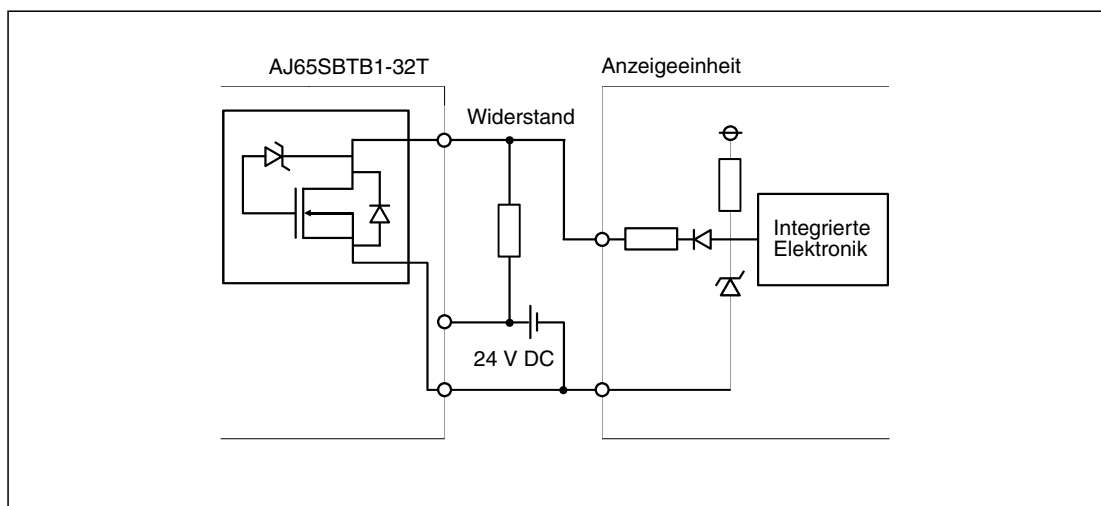 AJ65SBTB1-32T
Anzeigeeinheit
Widerstand
Integrierte
Elektronik
24 V DC